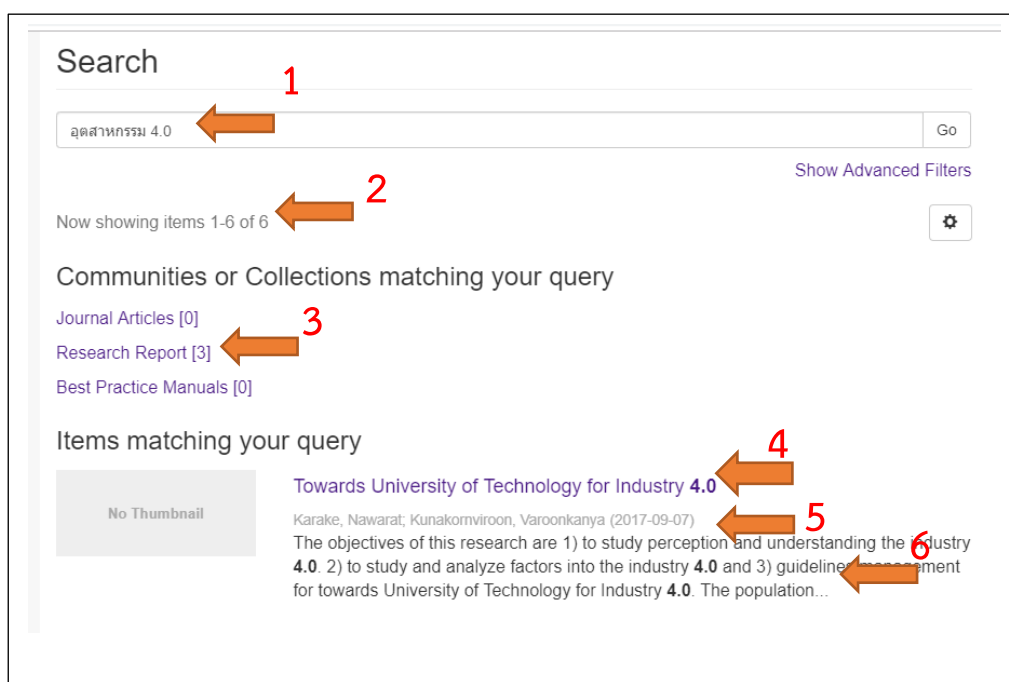 Search
1
อุตสาหกรรม 4.0
Go
Show Advanced Filters
2
Now showing items 1-6 of 6
Communities or Collections matching your query
Journal Articles [0]
3
Research Report [3]
Best Practice Manuals [0]
Items matching your query
4
Towards University of Technology for Industry 4.0
No Thumbnail
Karake, Nawarat; Kunakornviroon, Varoonkanya (2017-09-07)
5
The objectives of this research are 1) to study perception and understanding the industry
6
4.0. 2) to study and analyze factors into the industry 4.0 and 3) guidelines management
for towards University of Technology for Industry 4.0. The population...